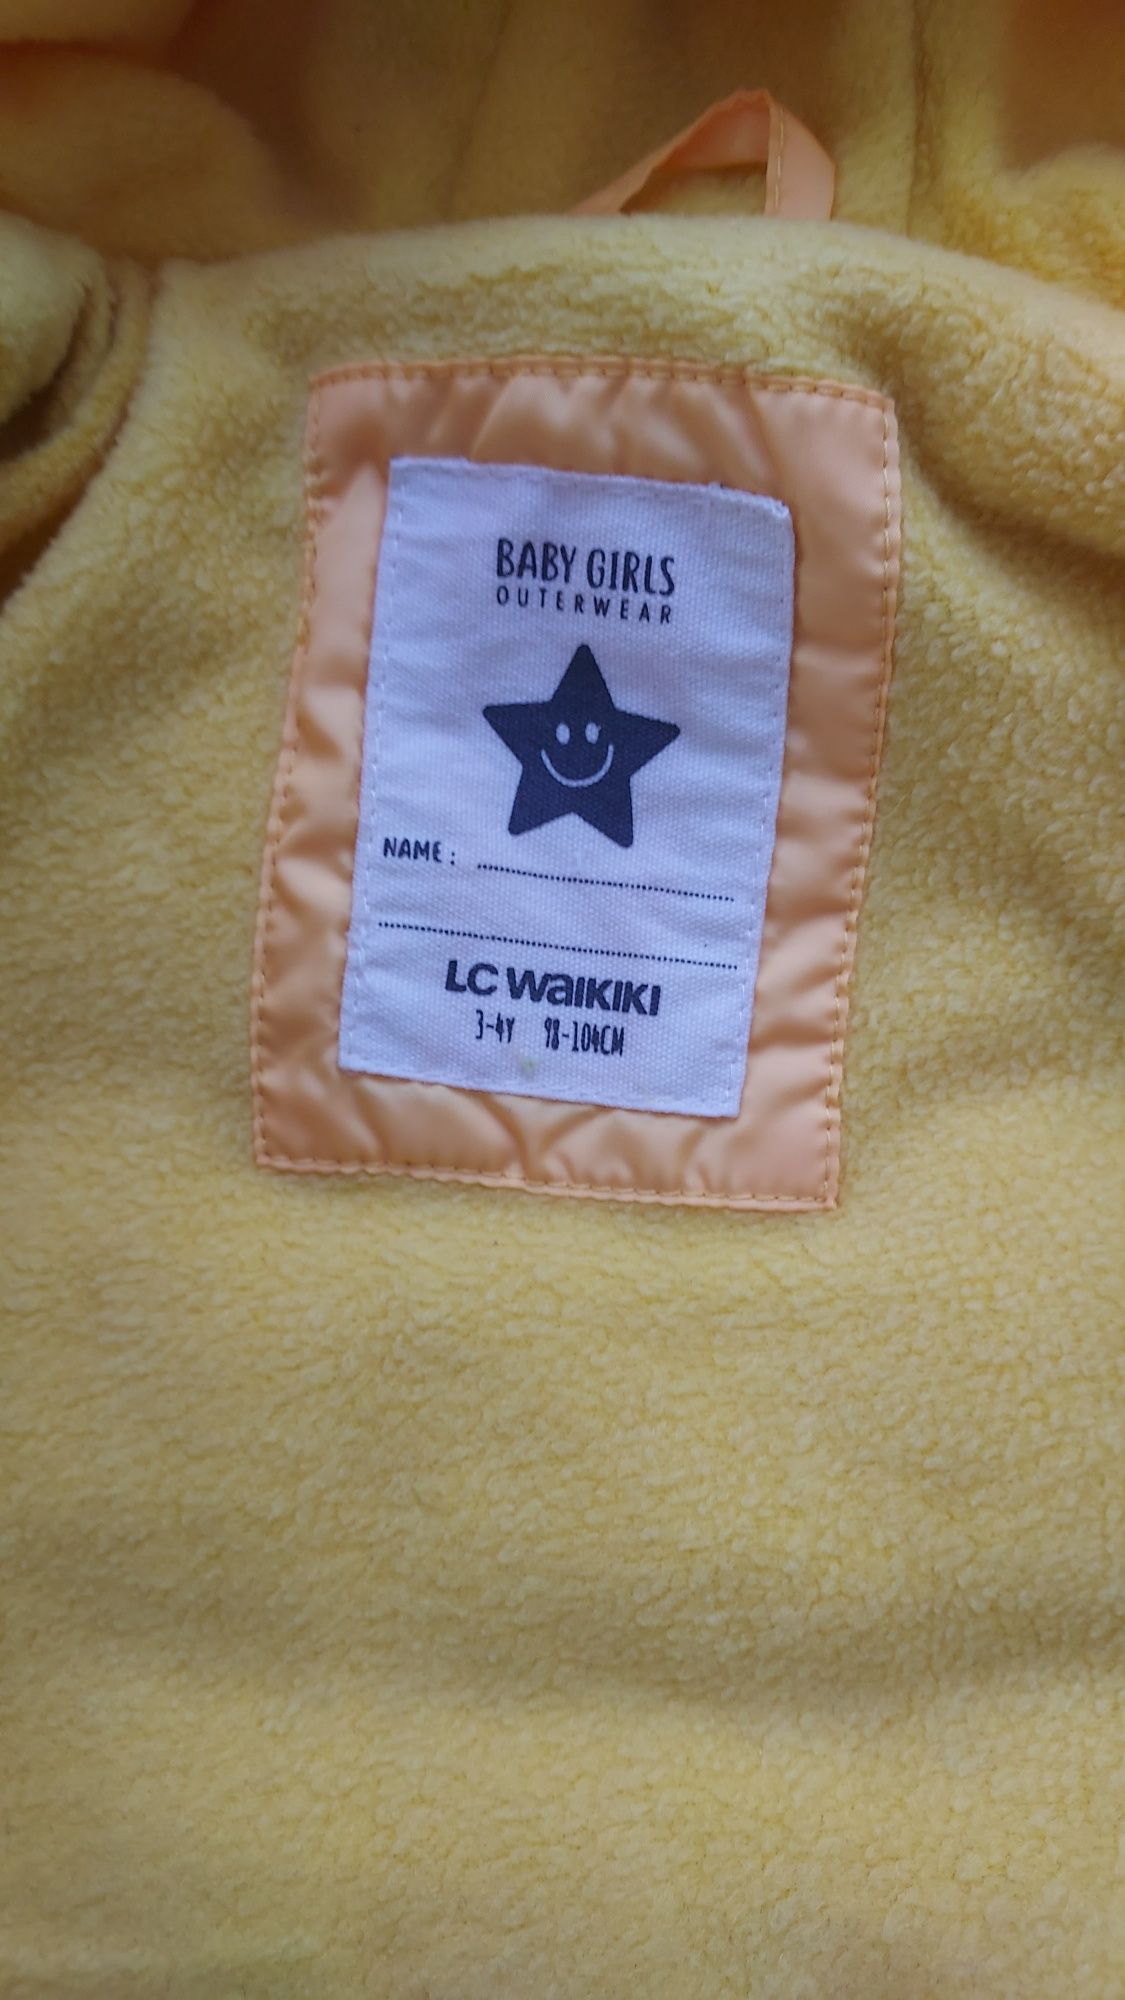 BABY GIRLS
OUTERWEAR
NAME:
LC WAIKIKI
3-4Y 98-104CM